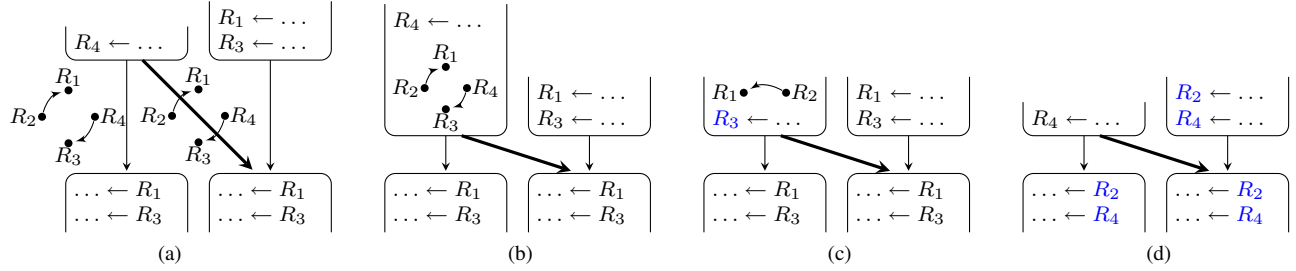 R₄ ← ...
R₁ ← ...
R₃ ← ...
R₁
R₂
R₄
R₃
R₁
R₂
R₄
R₃
... ← R₁
... ← R₃
... ← R₁
... ← R₃
(a)
R₄ ← ...
R₁
R₂
R₄
R₃
R₁ ← ...
R₃ ← ...
... ← R₁
... ← R₃
... ← R₁
... ← R₃
(b)
R₁ R₂
R₃ ← ...
R₁ ← ...
R₃ ← ...
... ← R₁
... ← R₃
... ← R₁
... ← R₃
(c)
R₄ ← ...
R₂ ← ...
R₄ ← ...
... ← R₂
... ← R₄
... ← R₂
... ← R₄
(d)